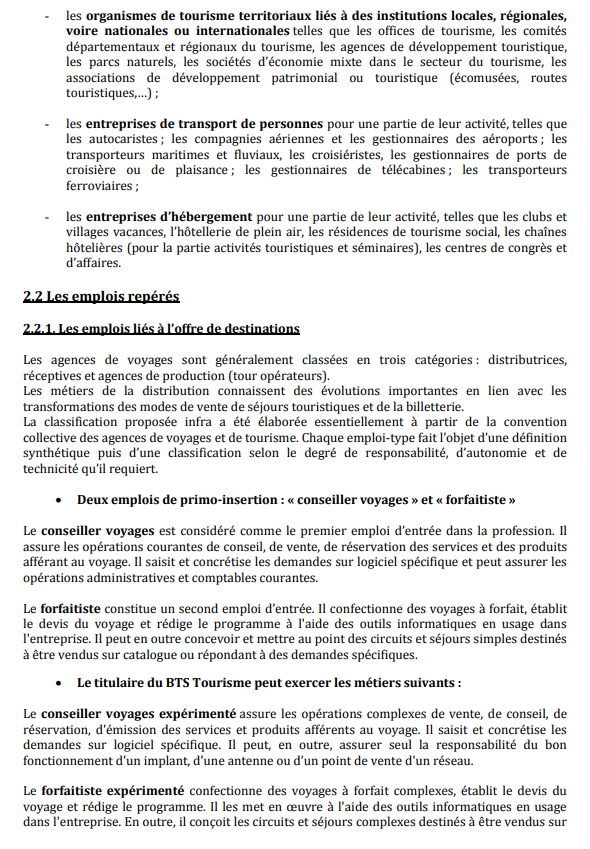 - les organismes de tourisme territoriaux liés à des institutions locales, régionales,
voire nationales ou internationales telles que les offices de tourisme, les comités
départementaux et régionaux du tourisme, les agences de développement touristique,
les parcs naturels, les sociétés d'économie mixte dans le secteur du tourisme, les
associations de développement patrimonial ou touristique (écomusées, routes
touristiques,...) ;
- les entreprises de transport de personnes pour une partie de leur activité, telles que
les autocaristes ; les compagnies aériennes et les gestionnaires des aéroports ; les
transporteurs maritimes et fluviaux, les croisiéristes, les gestionnaires de ports de
croisière ou de plaisance ; les gestionnaires de télécabines ; les transporteurs
ferroviaires ;
- les entreprises d'hébergement pour une partie de leur activité, telles que les clubs et
villages vacances, l'hôtellerie de plein air, les résidences de tourisme social, les chaînes
hôtelières (pour la partie activités touristiques et séminaires), les centres de congrès et
d'affaires.
2.2 Les emplois repérés
2.2.1. Les emplois liés à l'offre de destinations
Les agences de voyages sont généralement classées en trois catégories : distributrices,
réceptives et agences de production (tour opérateurs).
Les métiers de la distribution connaissent des évolutions importantes en lien avec les
transformations des modes de vente de séjours touristiques et de la billetterie.
La classification proposée infra a été élaborée essentiellement à partir de la convention
collective des agences de voyages et de tourisme. Chaque emploi-type fait l'objet d'une définition
synthétique puis d'une classification selon le degré de responsabilité, d'autonomie et de
technicité qu'il requiert.
• Deux emplois de primo-insertion : « conseiller voyages » et « forfaitiste »
Le conseiller voyages est considéré comme le premier emploi d'entrée dans la profession. Il
assure les opérations courantes de conseil, de vente, de réservation des services et des produits
afférant au voyage. Il saisit et concrétise les demandes sur logiciel spécifique et peut assurer les
opérations administratives et comptables courantes.
Le forfaitiste constitue un second emploi d'entrée. Il confectionne des voyages à forfait, établit
le devis du voyage et rédige le programme à l'aide des outils informatiques en usage dans
l'entreprise. Il peut en outre concevoir et mettre au point des circuits et séjours simples destinés
à être vendus sur catalogue ou répondant à des demandes spécifiques.
• Le titulaire du BTS Tourisme peut exercer les métiers suivants :
Le conseiller voyages expérimenté assure les opérations complexes de vente, de conseil, de
réservation, d'émission des services et produits afférents au voyage. Il saisit et concrétise les
demandes sur logiciel spécifique. Il peut, en outre, assurer seul la responsabilité du bon
fonctionnement d'un implant, d'une antenne ou d'un point de vente d'un réseau.
Le forfaitiste expérimenté confectionne des voyages à forfait complexes, établit le devis du
voyage et rédige le programme. Il les met en œuvre à l'aide des outils informatiques en usage
dans l'entreprise. En outre, il conçoit les circuits et séjours complexes destinés à être vendus sur